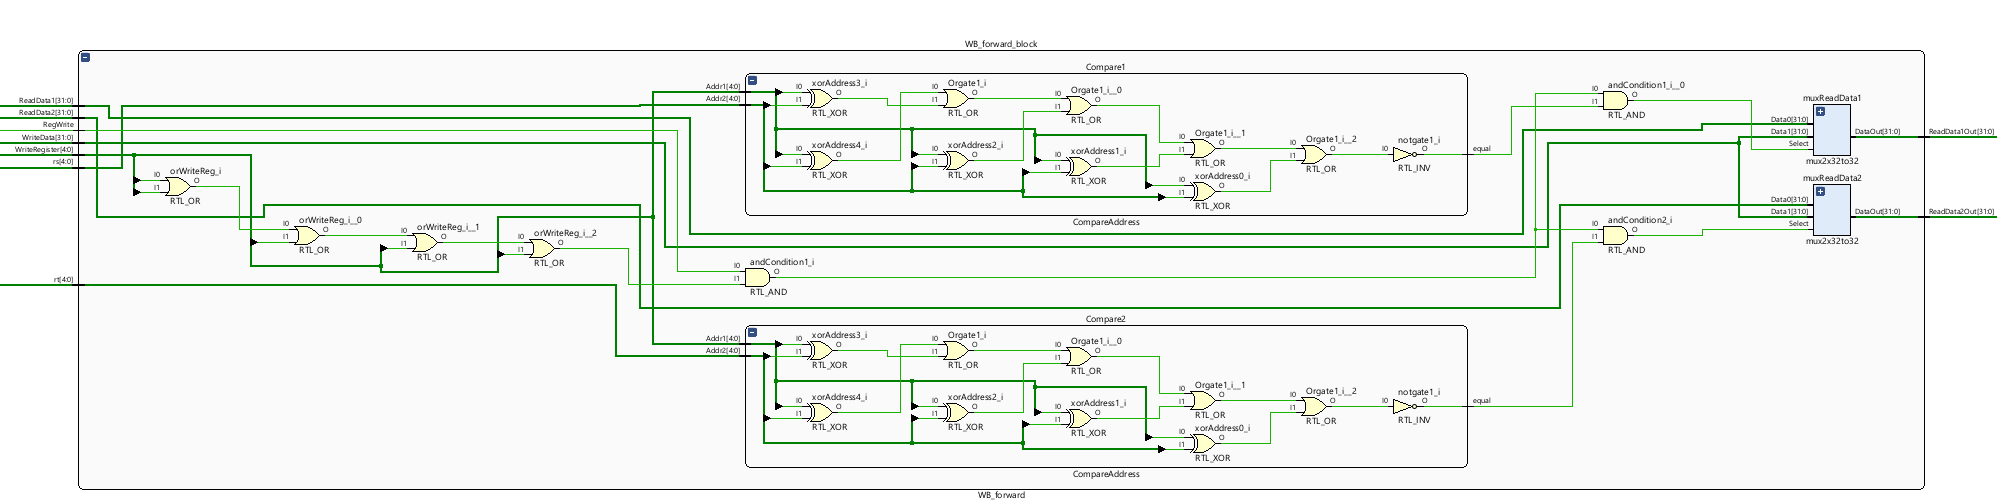 WB_forward_block
Compare1
ReadData1[31:0]
ReadData2[31:0]
RegWrite
WriteData[31:0]
WriteRegister[4:0]
rs[4:0]
rt[4:0]
I0
I1
orWriteReg_i
O
RTL_OR
I0
I1
orWriteReg_i__0
O
RTL_OR
I0
I1
orWriteReg_i__1
O
RTL_OR
I0
I1
orWriteReg_i__2
O
RTL_OR
I0
I1
andCondition1_i
O
RTL_AND
Addr1[4:0]
Addr2[4:0]
I0
I1
xorAddress3_i
O
RTL_XOR
I0
I1
Orgate1_i
O
RTL_OR
I0
I1
Orgate1_i__0
O
RTL_OR
I0
I1
xorAddress4_i
O
RTL_XOR
I0
I1
xorAddress2_i
O
RTL_XOR
I0
I1
xorAddress1_i
O
RTL_XOR
I0
I1
Orgate1_i__1
O
RTL_OR
I0
I1
xorAddress0_i
O
RTL_XOR
I0
I1
Orgate1_i__2
O
RTL_OR
I0
notgate1_i
O
RTL_INV
equal
CompareAddress
I0
I1
andCondition1_i__0
O
RTL_AND
muxReadData1
Data0[31:0]
Data1[31:0]
Select
DataOut[31:0]
mux2x32to32
ReadData1Out[31:0]
I0
I1
andCondition2_i
O
RTL_AND
muxReadData2
Data0[31:0]
Data1[31:0]
Select
DataOut[31:0]
mux2x32to32
ReadData2Out[31:0]
Compare2
Addr1[4:0]
Addr2[4:0]
I0
I1
xorAddress3_i
O
RTL_XOR
I0
I1
Orgate1_i
O
RTL_OR
I0
I1
Orgate1_i__0
O
RTL_OR
I0
I1
xorAddress4_i
O
RTL_XOR
I0
I1
xorAddress2_i
O
RTL_XOR
I0
I1
xorAddress1_i
O
RTL_XOR
I0
I1
Orgate1_i__1
O
RTL_OR
I0
I1
xorAddress0_i
O
RTL_XOR
I0
I1
Orgate1_i__2
O
RTL_OR
I0
notgate1_i
O
RTL_INV
equal
CompareAddress
WB_forward